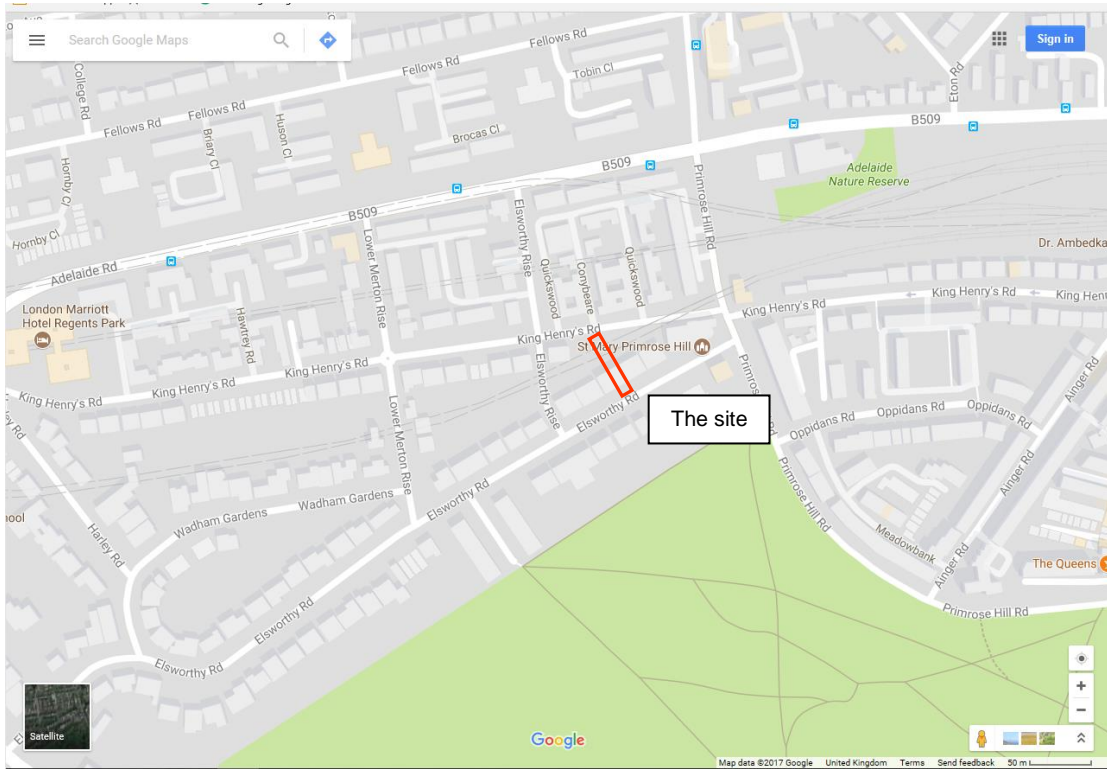 Search Google Maps
Sign in
Fellows Rd
Fellows Rd
Tobin Cl
College Rd
Eton Rd
Fellows Rd
Fellows Rd
Huson Cl
Briary Cl
Brocas Cl
B509
B509
Hornby Cl
Adelaide
Nature Reserve
Primrose Hill Rd
B509
Elsworthy Rise
Hornby Cl
Lower Merton Rise
Quickswood
Dr. Ambedka
Adelaide Rd
Quickswood
Conybeare
King Henry's Rd
King Hen
London Marriott
Hotel Regents Park
Hawtrey Rd
King Henry's Rd
King Henry's Rd
St Mary Primrose Hill
King Henry's Rd
King Henry's Rd
King Henry's Rd
Elsworthy Rise
Ainger Rd
Lower Merton Rise
Elsworthy Rd
The site
Oppidans Rd
Oppidans Rd
Oppidans Rd
Wadham Gardens
Wadham Gardens
Elsworthy Rd
Primrose Hill Rd
Ainger Rd
Harley Rd
Meadowbank
Ainger Rd
The Queens
Elsworthy Rd
Primrose Hill Rd
Elsworthy Rd
Satellite
Google
Map data ©2017 Google United Kingdom Terms Send feedback 50 m